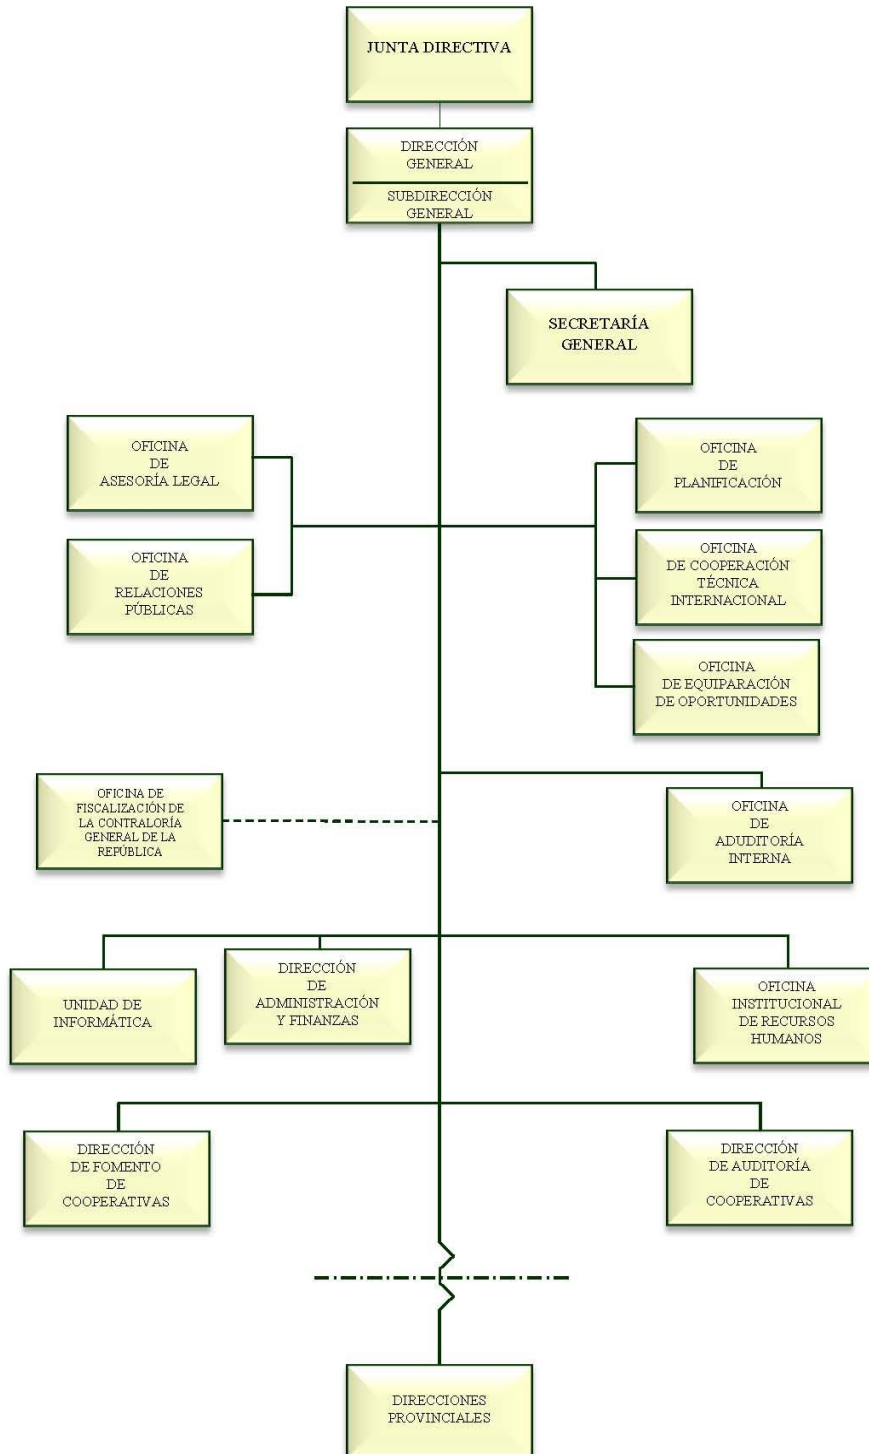 JUNTA DIRECTIVA
DIRECCIÓN
GENERAL
SUBDIRECCIÓN
GENERAL
SECRETARÍA
GENERAL
OFICINA
DE
ASESORÍA LEGAL
OFICINA
DE
RELACIONES
PÚBLICAS
OFICINA
DE
PLANIFICACIÓN
OFICINA
DE COOPERACIÓN
TÉCNICA
INTERNACIONAL
OFICINA
DE EQUIPARACIÓN
DE OPORTUNIDADES
OFICINA DE
FISCALIZACIÓN DE
LA CONTRALORÍA
GENERAL DE LA
REPÚBLICA
OFICINA
DE
ADUDITORÍA
INTERNA
UNIDAD DE
INFORMÁTICA
DIRECCIÓN
DE
ADMINISTRACIÓN
Y FINANZAS
OFICINA
INSTITUCIONAL
DE RECURSOS
HUMANOS
DIRECCIÓN
DE FOMENTO
DE
COOPERATIVAS
DIRECCIÓN
DE AUDITORÍA
DE
COOPERATIVAS
DIRECCIONES
PROVINCIALES